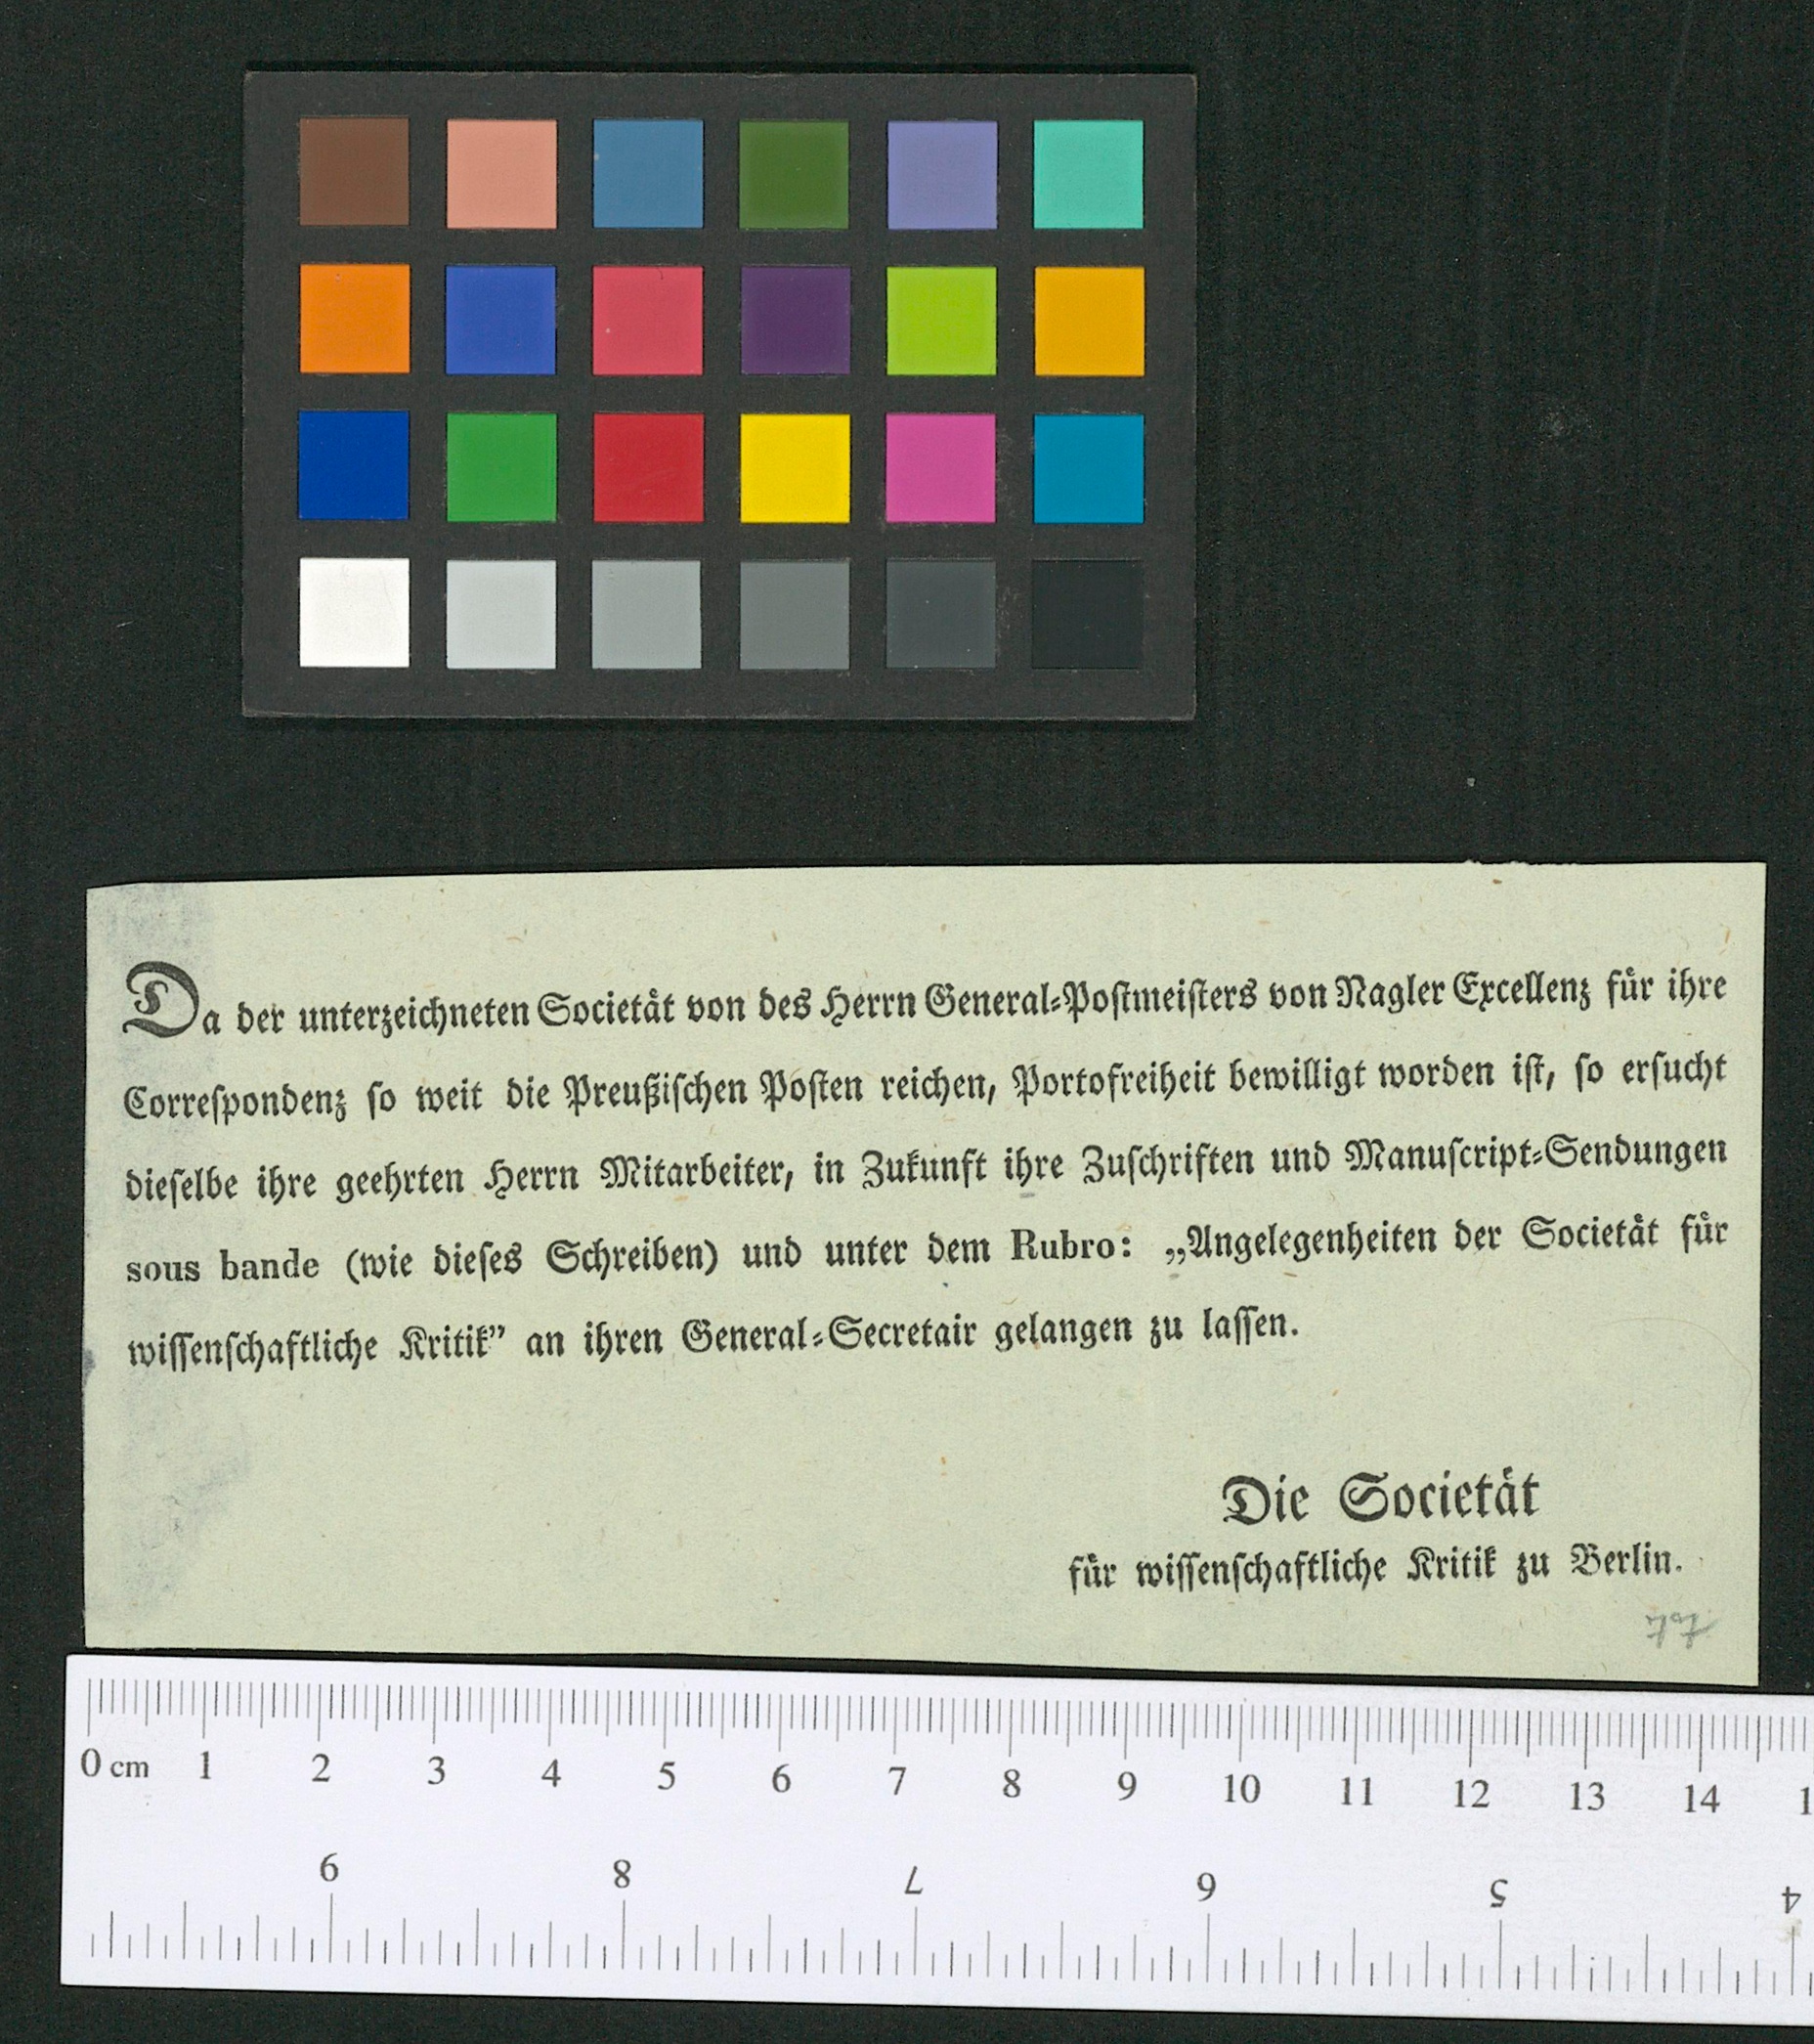 Da der unterzeichneten Societät von des Herrn General-Postmeisters von Nagler Excellenz für ihre
Correspondenz so weit die Preußischen Posten reichen, Portofreiheit bewilligt worden ist, so ersucht
dieselbe ihre geehrten Herrn Mitarbeiter, in Zukunft ihre Zuschriften und Manuscript-Sendungen
sous bande (wie dieses Schreiben) und unter dem Rubro: „Angelegenheiten der Societät für
wissenschaftliche Kritik” an ihren General-Secretair gelangen zu lassen.
Die Societät
für wissenschaftliche Kritik zu Berlin.
0 cm 1 2 3 4 5 6 7 8 9 10 11 12 13 14 1
9 8 7 6 5 4